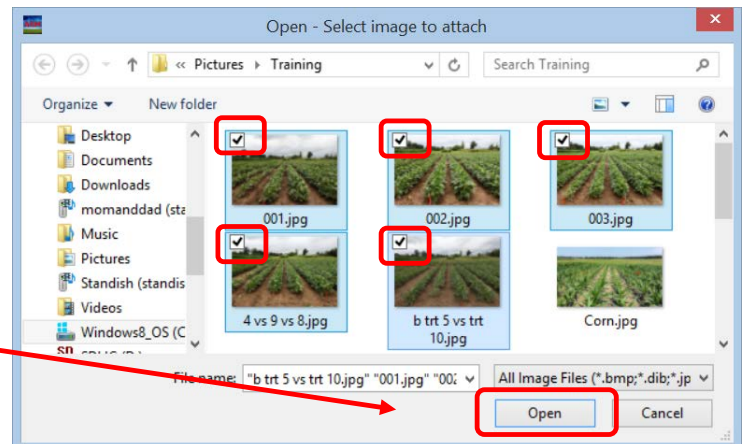 Open - Select image to attach
« Pictures Training
Search Training
Organize New folder
Desktop
Documents
Downloads
momanddad (sta
Music
Pictures
Standish (standis
Videos
Windows8_OS (C
001.jpg
002.jpg
003.jpg
4 vs 9 vs 8.jpg
b trt 5 vs trt
10.jpg
Corn.jpg
name: "b trt 5 vs trt 10.jpg" "001.jpg" "002
All Image Files (*.bmp;*.dib;*.jp
Open Cancel